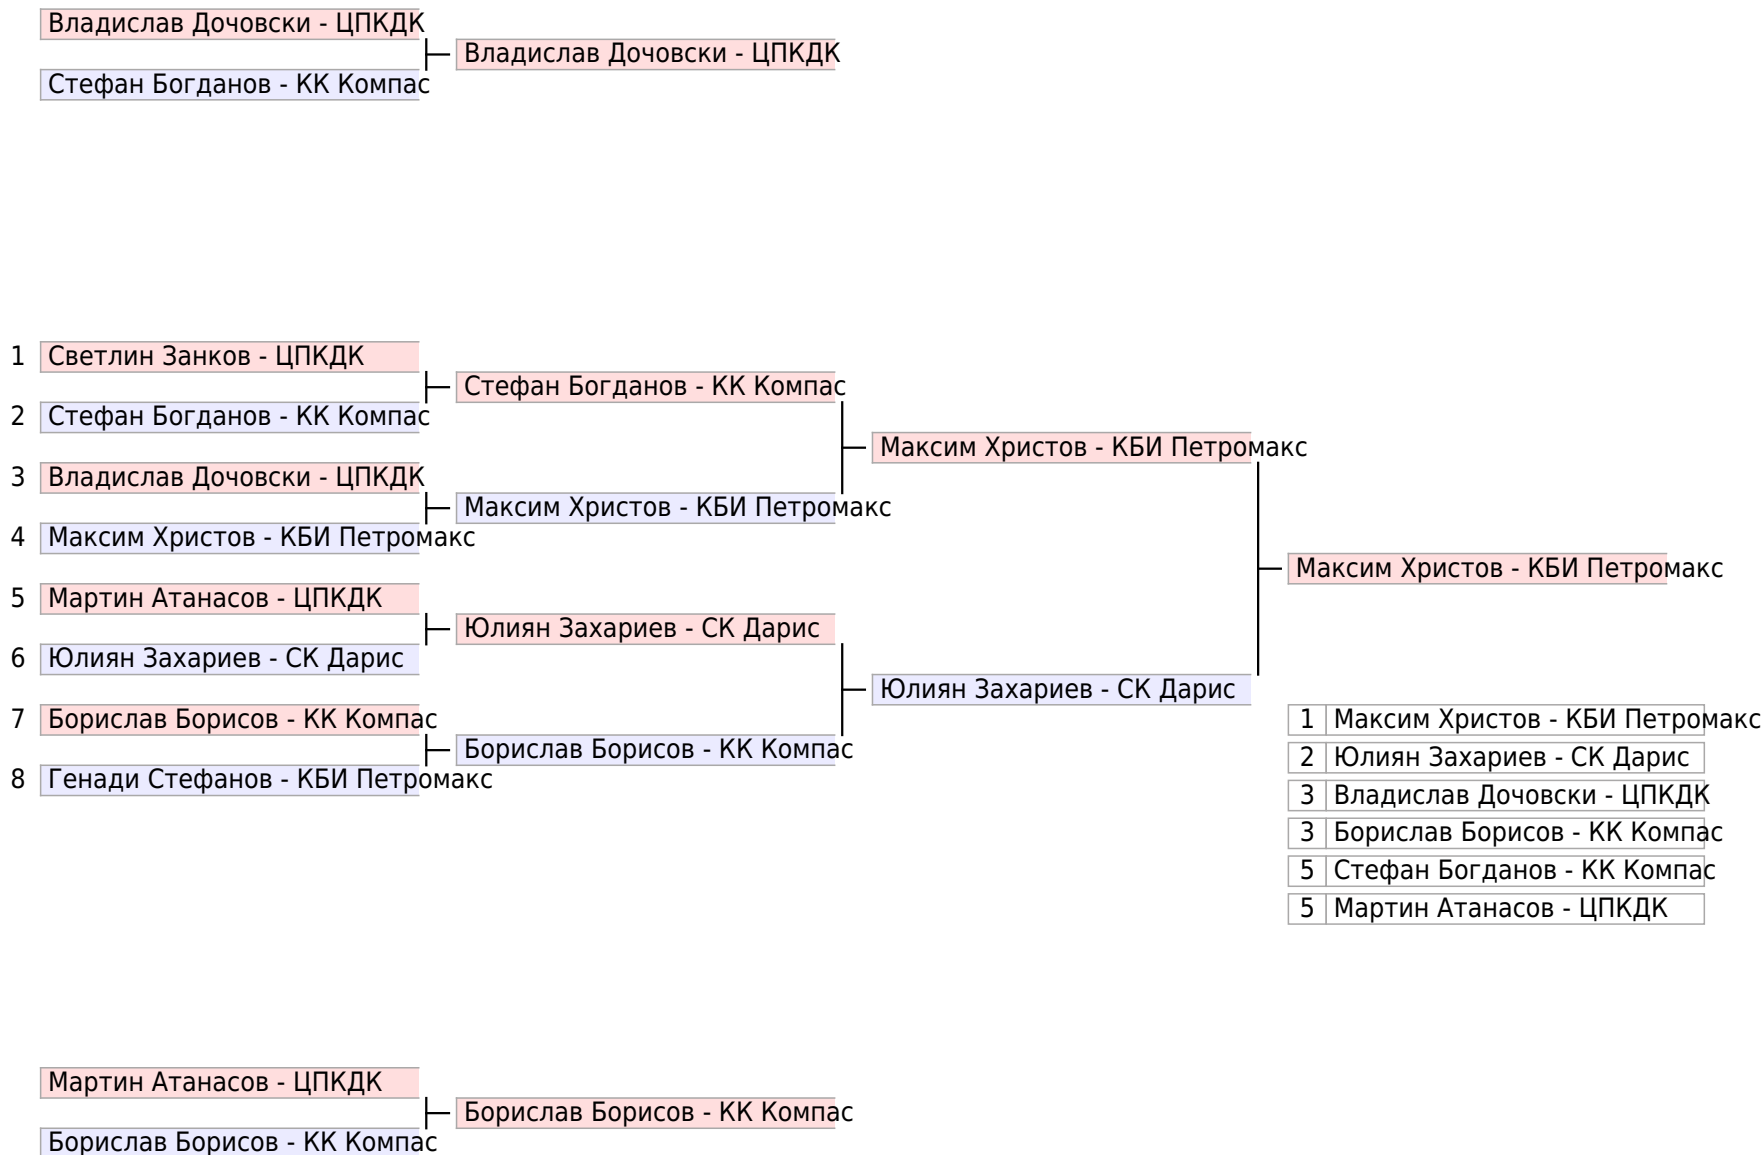 Владислав Дочовски - ЦПКДК
Владислав Дочовски - ЦПКДК
Стефан Богданов - КК Компас
1 Светлин Занков - ЦПКДК
Стефан Богданов - КК Компас
2 Стефан Богданов - КК Компас
Максим Христов - КБИ Петромакс
3 Владислав Дочовски - ЦПКДК
Максим Христов - КБИ Петромакс
4 Максим Христов - КБИ Петромакс
Максим Христов - КБИ Петромакс
5 Мартин Атанасов - ЦПКДК
Юлиян Захариев - СК Дарис
6 Юлиян Захариев - СК Дарис
Юлиян Захариев - СК Дарис
7 Борислав Борисов - КК Компас
Борислав Борисов - КК Компас
8 Генади Стефанов - КБИ Петромакс
1 Максим Христов - КБИ Петромакс
2 Юлиян Захариев - СК Дарис
3 Владислав Дочовски - ЦПКДК
3 Борислав Борисов - КК Компас
5 Стефан Богданов - КК Компас
5 Мартин Атанасов - ЦПКДК
Мартин Атанасов - ЦПКДК
Борислав Борисов - КК Компас
Борислав Борисов - КК Компас